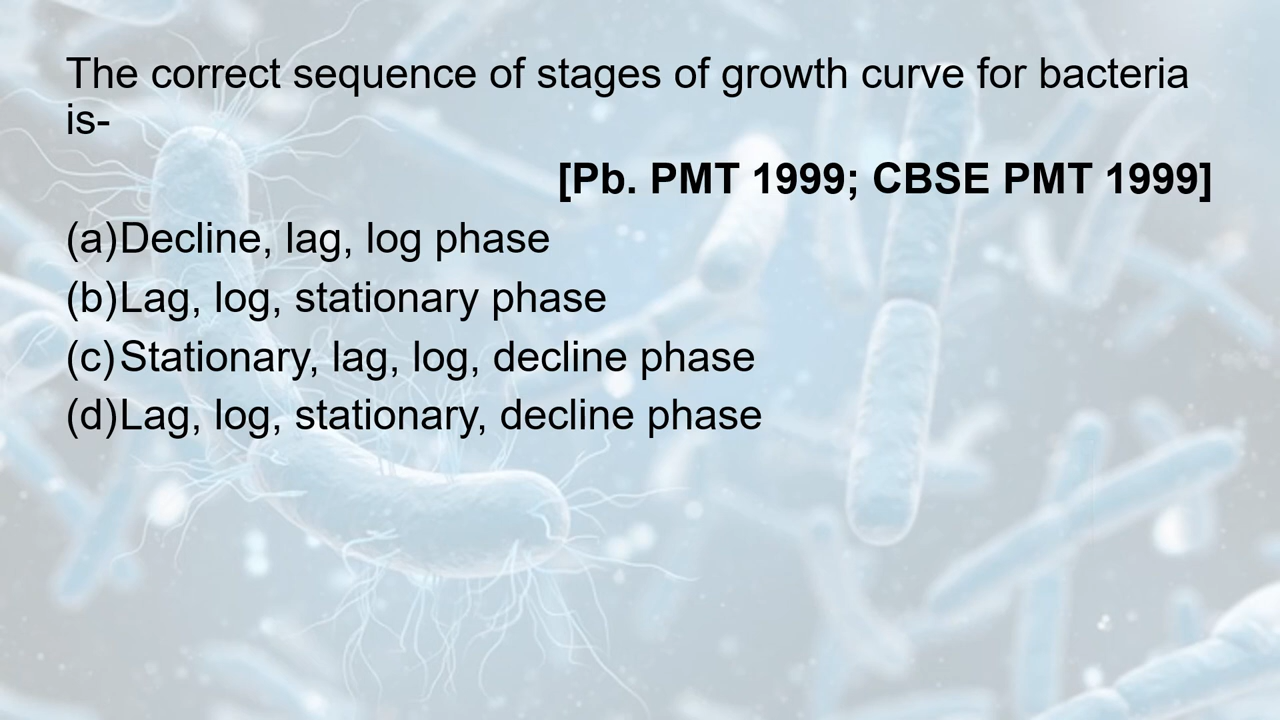 The correct sequence of stages of growth curve for bacteria
is-
[Pb. PMT 1999; CBSE PMT 1999]
(a)Decline, lag, log phase
(b)Lag, log, stationary phase
(c)Stationary, lag, log, decline phase
(d)Lag, log, stationary, decline phase